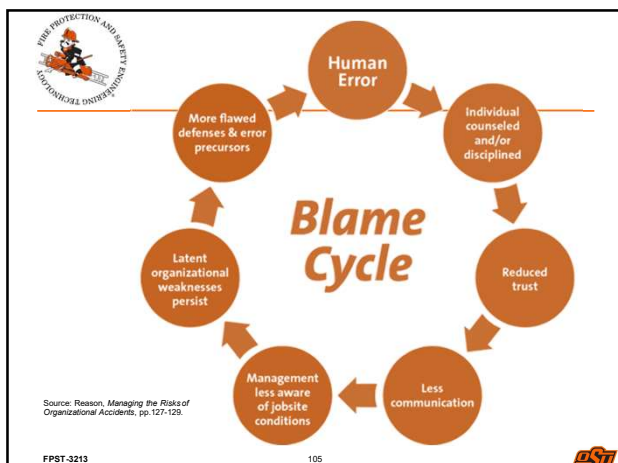 FIRE PROTECTION AND SAFETY ENGINEERING TECHNOLOGY
Human
Error
Individual
counseled
and/or
disciplined
Reduced
trust
Less
communication
Management
less aware
of jobsite
conditions
Latent
organizational
weaknesses
persist
More flawed
defenses & error
precursors
Blame
Cycle
Source: Reason, Managing the Risks of
Organizational Accidents, pp.127-129.
FPST-3213
105
OSU